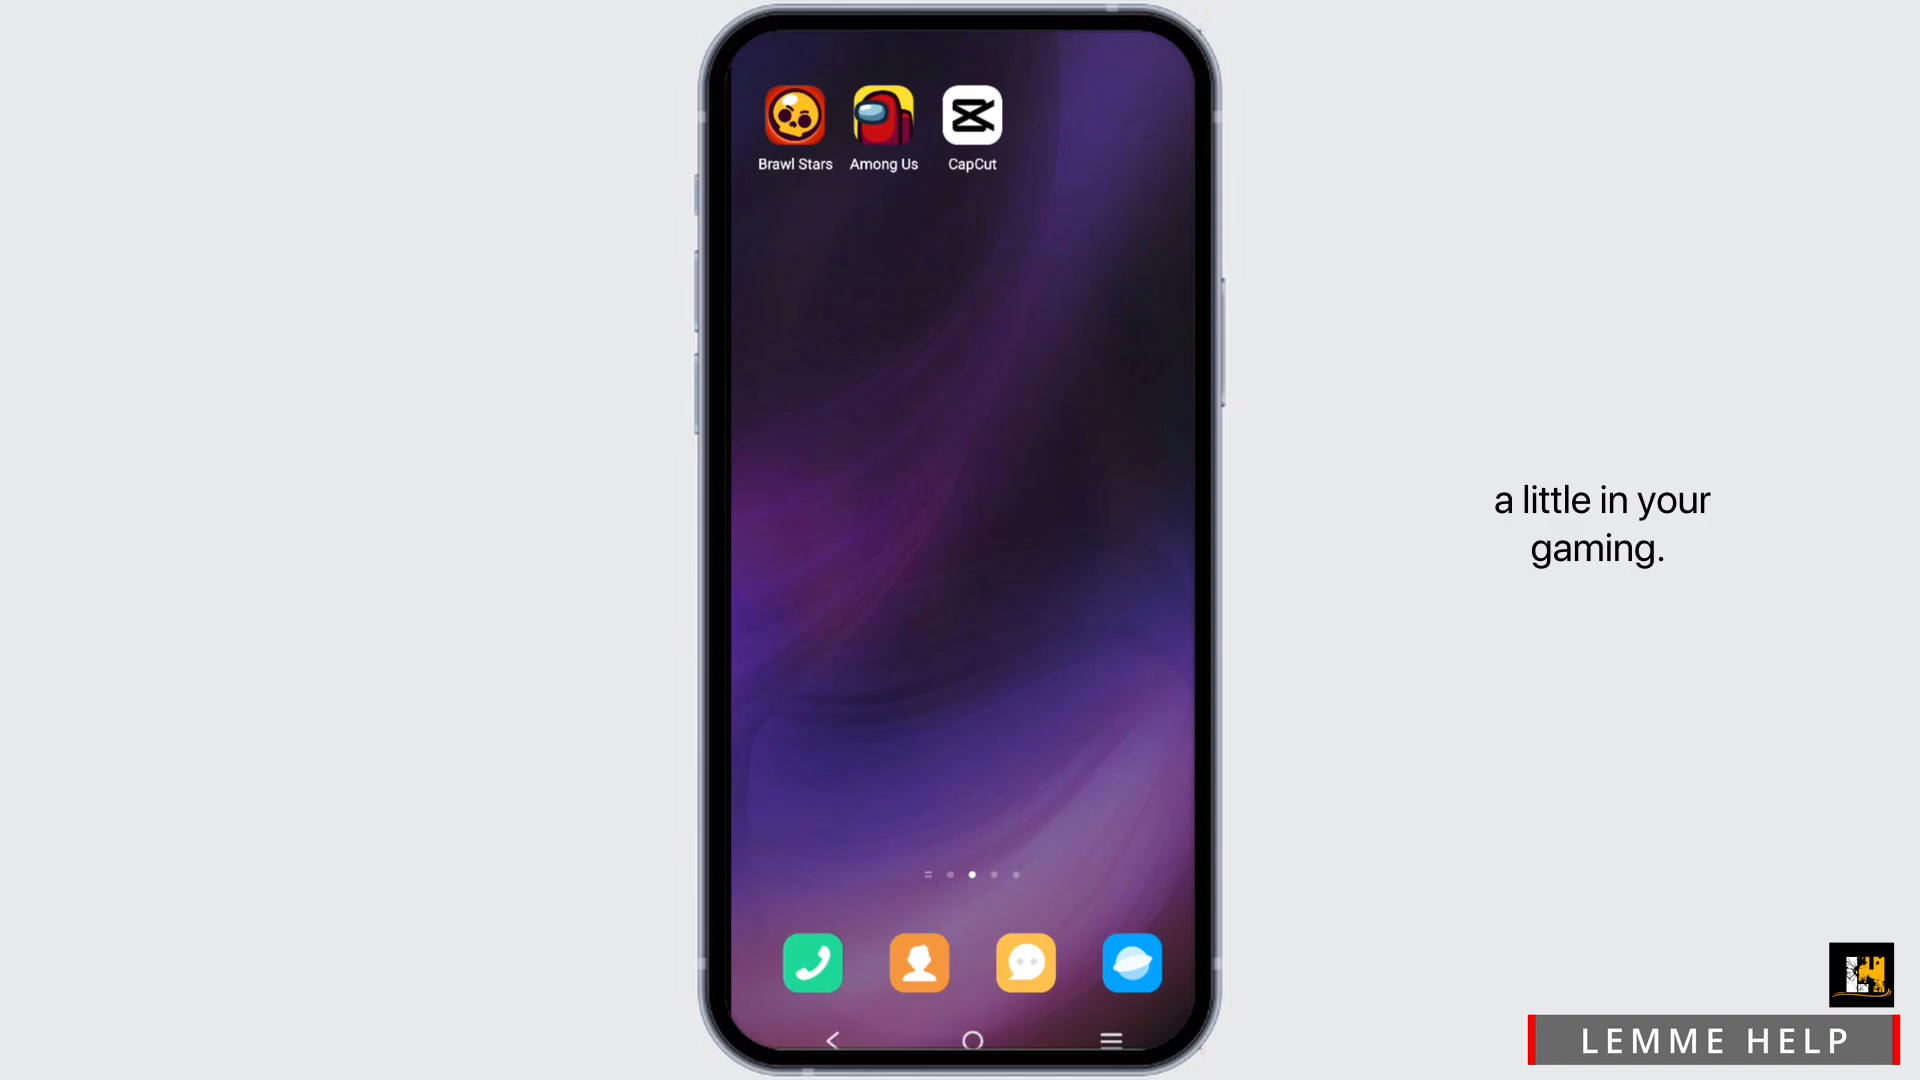 Brawl Stars
Among Us
CapCut
a little in your
gaming.
LEMME HELP